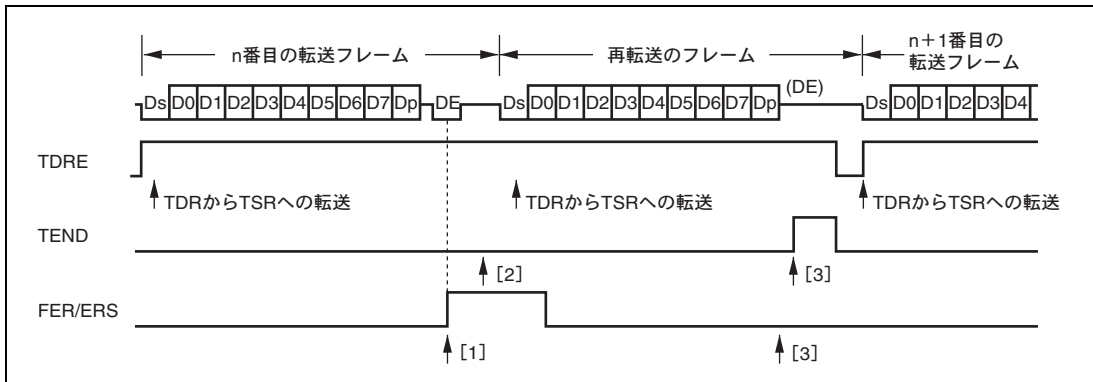 n番目の転送フレーム 再転送のフレーム n+1番目の
転送フレーム
Ds D0 D1 D2 D3 D4 D5 D6 D7 Dp DE Ds D0 D1 D2 D3 D4 D5 D6 D7 Dp (DE) Ds D0 D1 D2 D3 D4
TDRE
TDRからTSRへの転送 TDRからTSRへの転送 TDRからTSRへの転送
TEND
[2] [3]
FER/ERS
[1] [3]